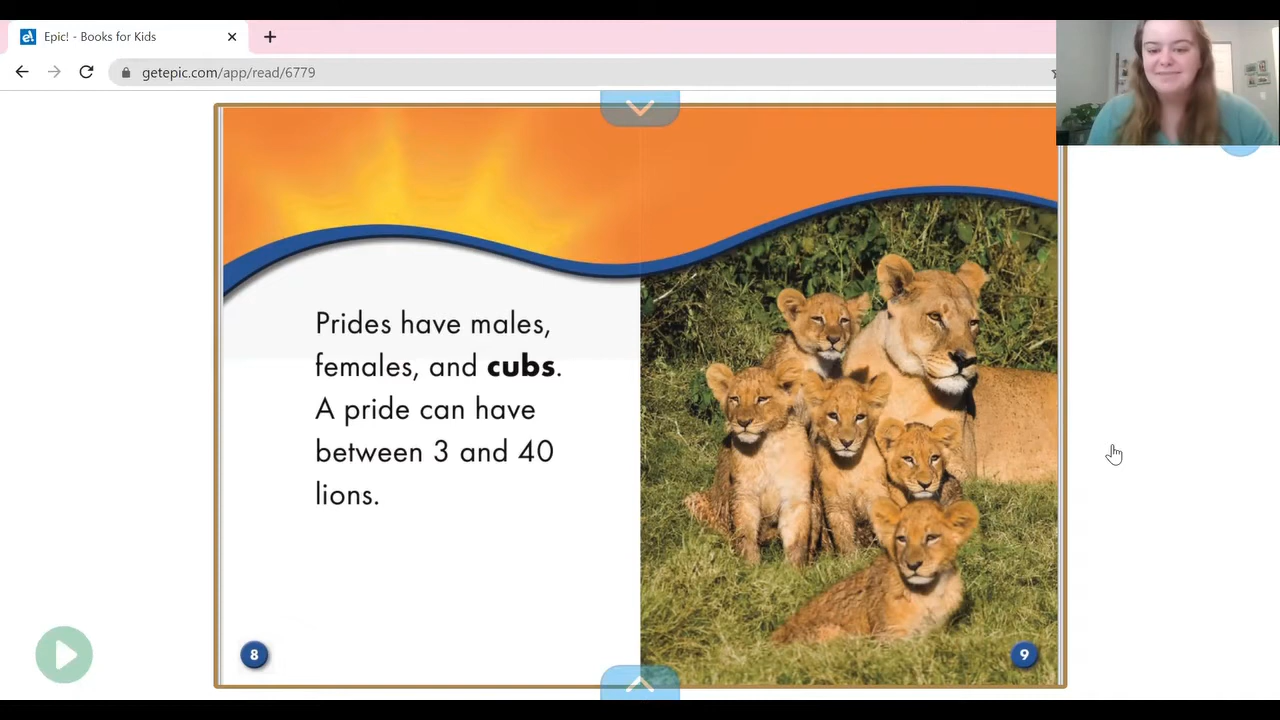 Epic! - Books for Kids
getepic.com/app/read/6779
Prides have males,
females, and cubs.
A pride can have
between 3 and 40
lions.
8
9